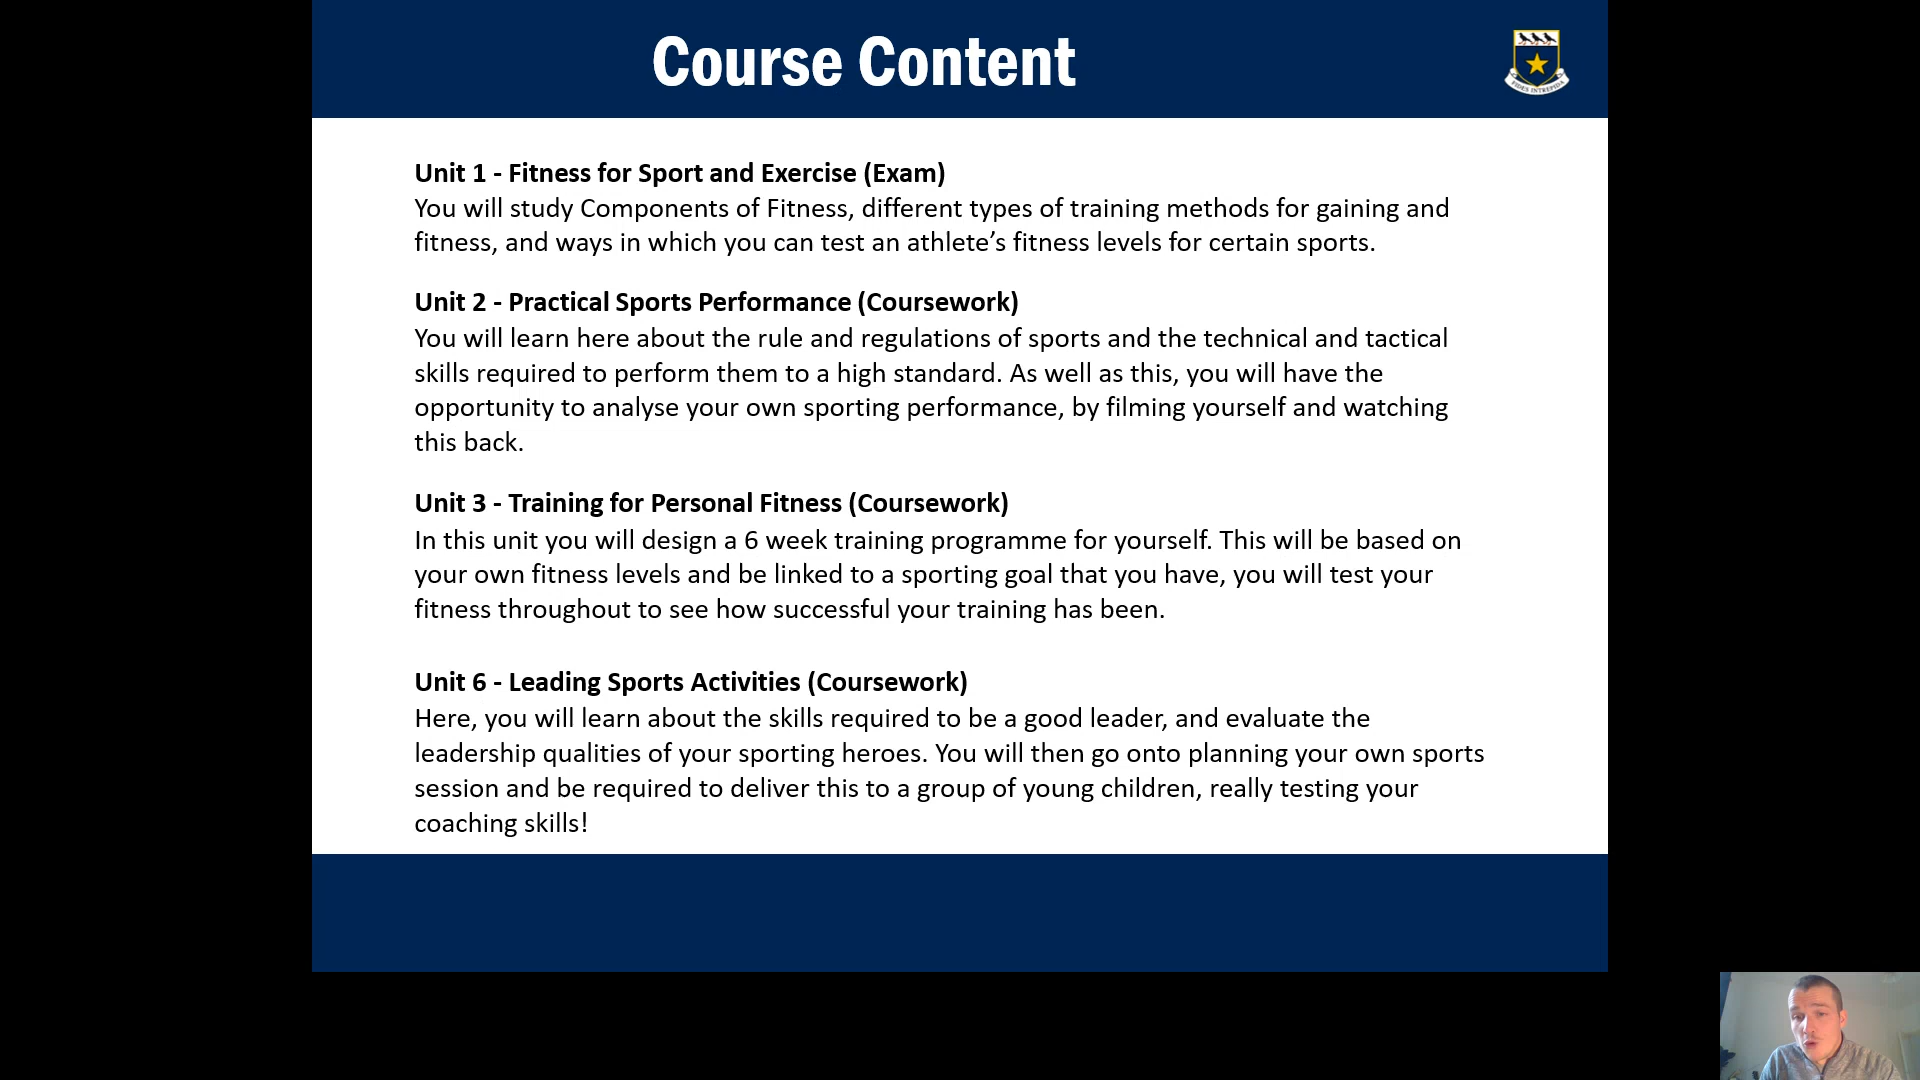 Course Content
FIDES INTREPIDA
Unit 1 - Fitness for Sport and Exercise (Exam)
You will study Components of Fitness, different types of training methods for gaining and
fitness, and ways in which you can test an athlete’s fitness levels for certain sports.
Unit 2 - Practical Sports Performance (Coursework)
You will learn here about the rule and regulations of sports and the technical and tactical
skills required to perform them to a high standard. As well as this, you will have the
opportunity to analyse your own sporting performance, by filming yourself and watching
this back.
Unit 3 - Training for Personal Fitness (Coursework)
In this unit you will design a 6 week training programme for yourself. This will be based on
your own fitness levels and be linked to a sporting goal that you have, you will test your
fitness throughout to see how successful your training has been.
Unit 6 - Leading Sports Activities (Coursework)
Here, you will learn about the skills required to be a good leader, and evaluate the
leadership qualities of your sporting heroes. You will then go onto planning your own sports
session and be required to deliver this to a group of young children, really testing your
coaching skills!